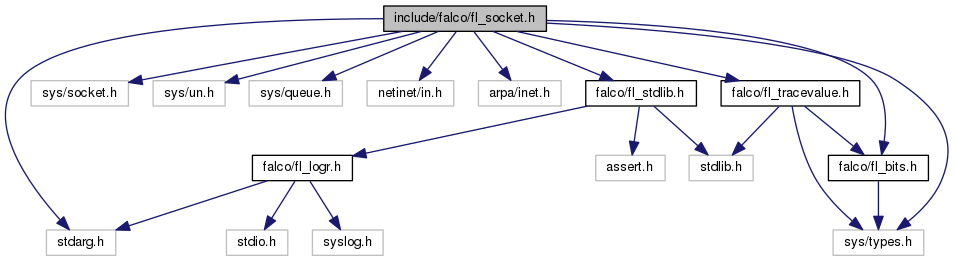 include/falco/fl_socket.h
sys/socket.h
sys/un.h
sys/queue.h
netinet/in.h
arpa/inet.h
falco/fl_stdlib.h
falco/fl_tracevalue.h
falco/fl_logr.h
assert.h
stdlib.h
falco/fl_bits.h
stdarg.h
stdio.h
syslog.h
sys/types.h